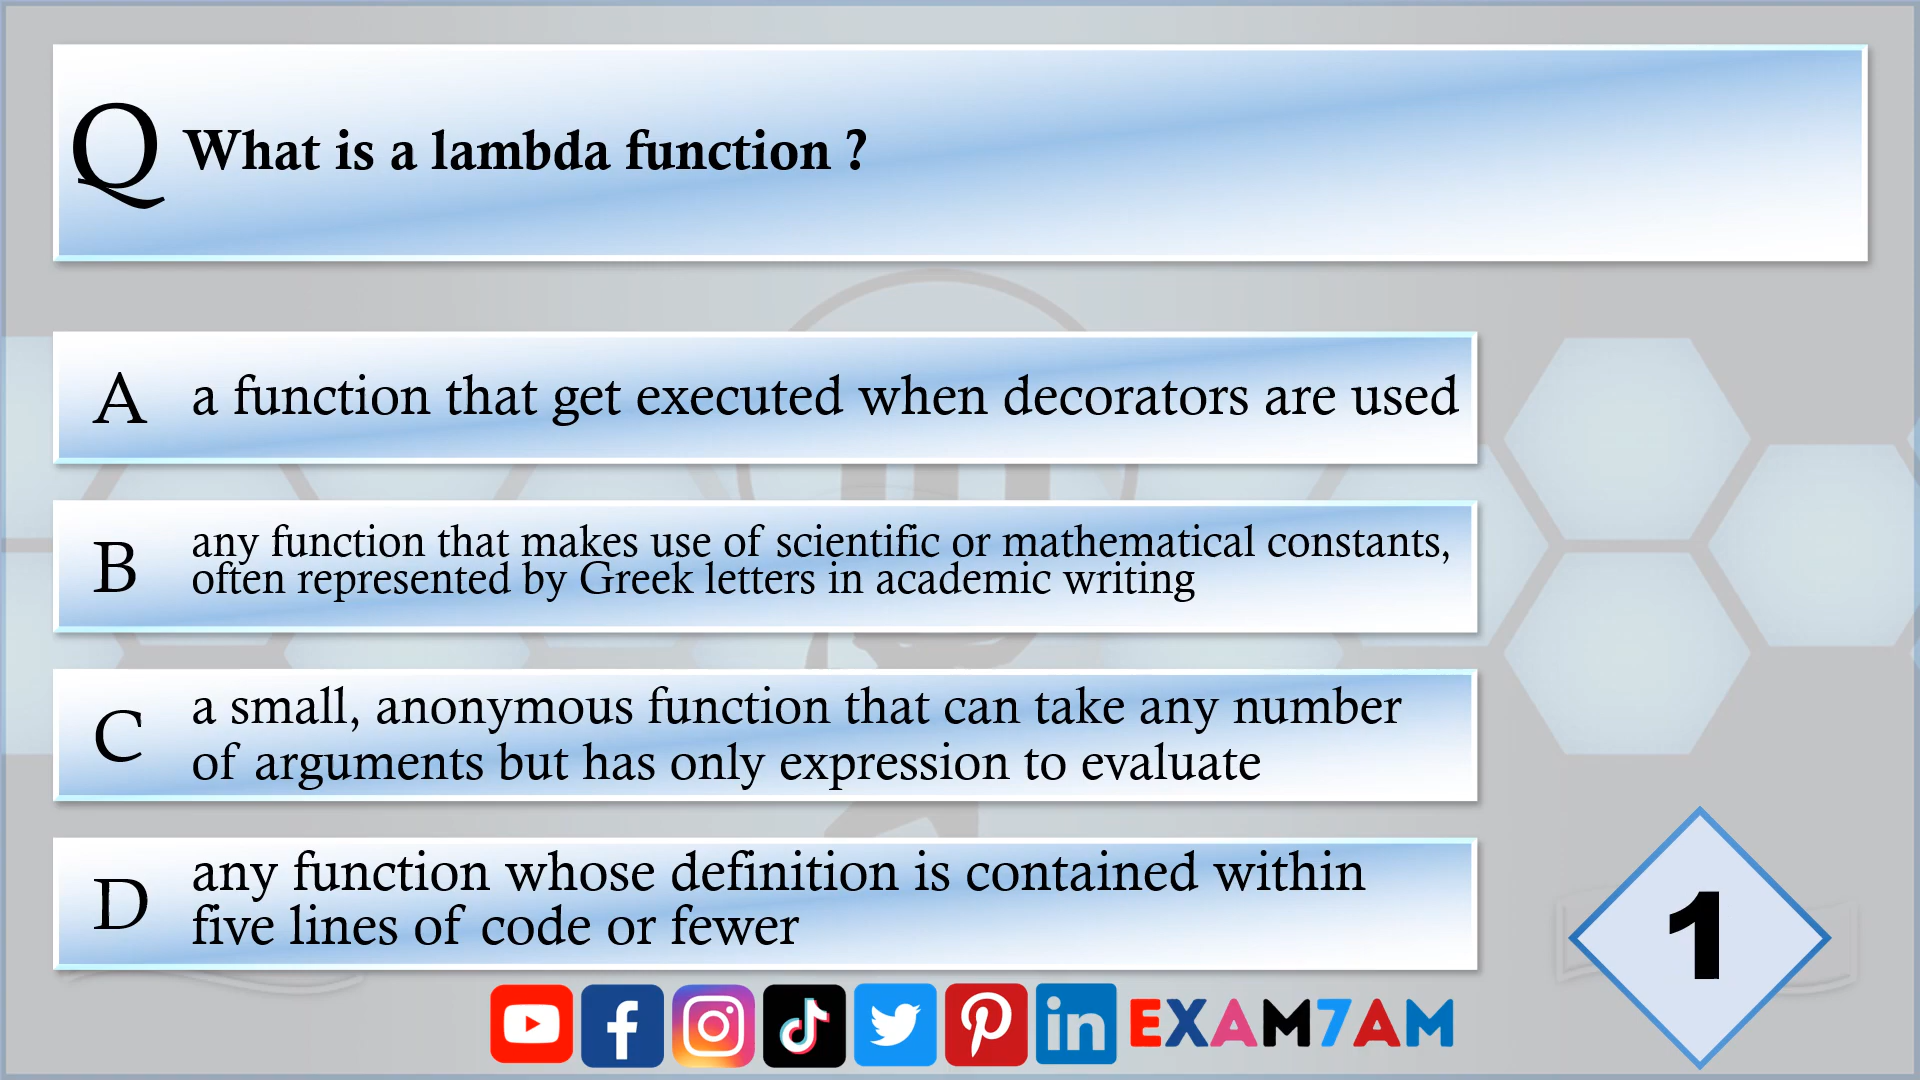 Q What is a lambda function ?
A a function that get executed when decorators are used
B any function that makes use of scientific or mathematical constants,
often represented by Greek letters in academic writing
C a small, anonymous function that can take any number
of arguments but has only expression to evaluate
D any function whose definition is contained within
five lines of code or fewer
1
EXAM7AM